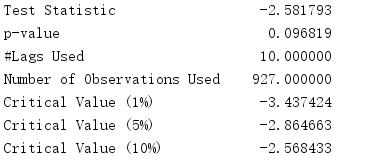 Test Statistic -2.581793
p-value 0.096819
#Lags Used 10.000000
Number of Observations Used 927.000000
Critical Value (1%) -3.437424
Critical Value (5%) -2.864663
Critical Value (10%) -2.568433